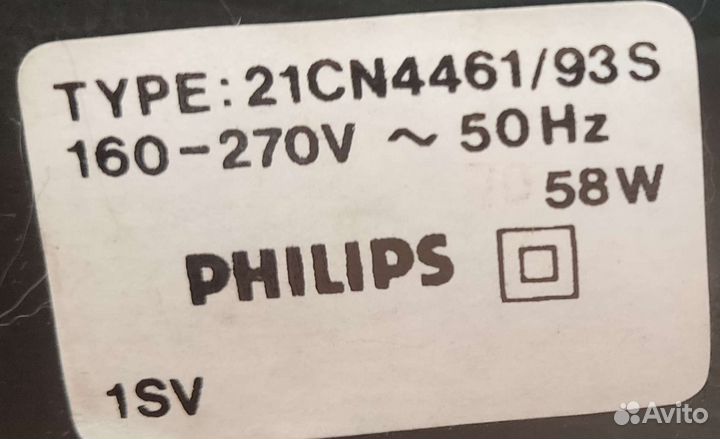 TYPE: 21CN4461/93S
160-270V ~ 50Hz
58W
PHILIPS
1SV
Avito